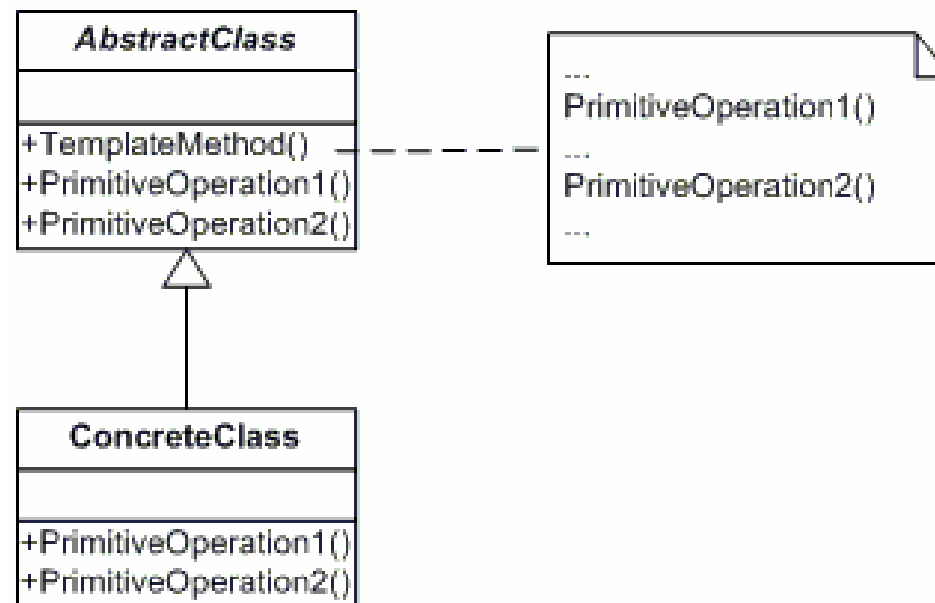 AbstractClass
+TemplateMethod()
+PrimitiveOperation1()
+PrimitiveOperation2()
...
PrimitiveOperation1()
...
PrimitiveOperation2()
...
ConcreteClass
+PrimitiveOperation1()
+PrimitiveOperation2()